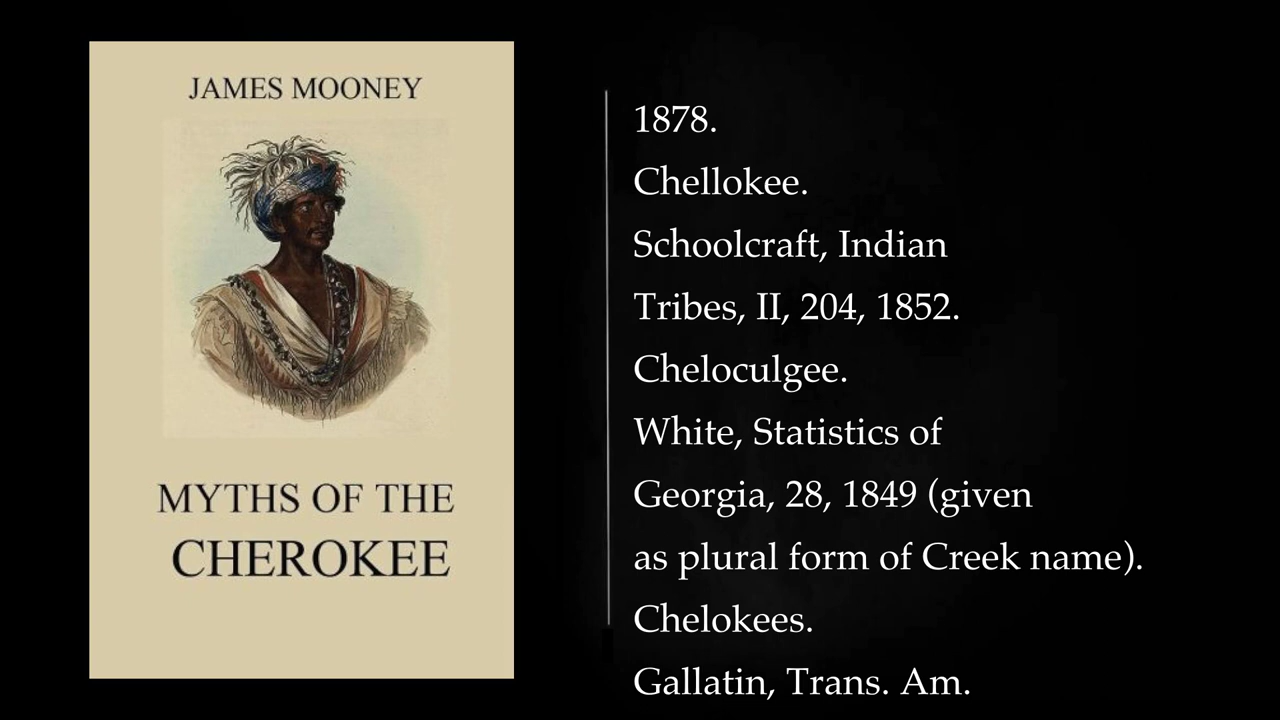 JAMES MOONEY
MYTHS OF THE
CHEROKEE
1878.
Chellokee.
Schoolcraft, Indian
Tribes, II, 204, 1852.
Cheloculgee.
White, Statistics of
Georgia, 28, 1849 (given
as plural form of Creek name).
Chelokees.
Gallatin, Trans. Am.